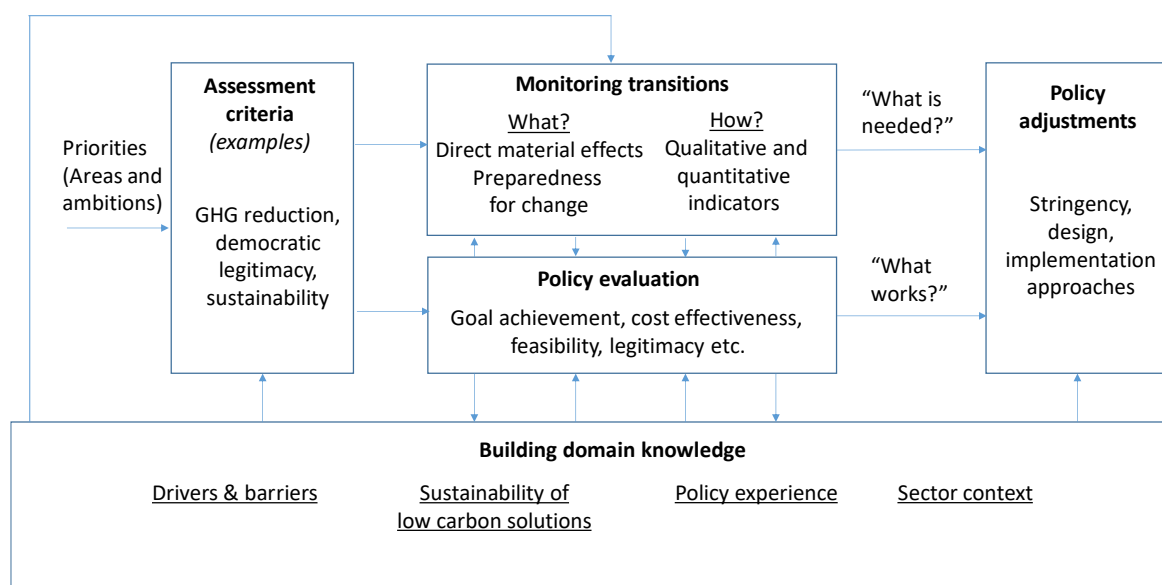 Priorities
(Areas and
ambitions)
Assessment
criteria
(examples)
GHG reduction,
democratic
legitimacy,
sustainability
Monitoring transitions
What?
Direct material effects
Preparedness
for change
How?
Qualitative and
quantitative
indicators
Policy evaluation
Goal achievement, cost effectiveness,
feasibility, legitimacy etc.
“What is
needed?”
“What
works?”
Policy
adjustments
Stringency,
design,
implementation
approaches
Building domain knowledge
Drivers & barriers
Sustainability of
low carbon solutions
Policy experience
Sector context